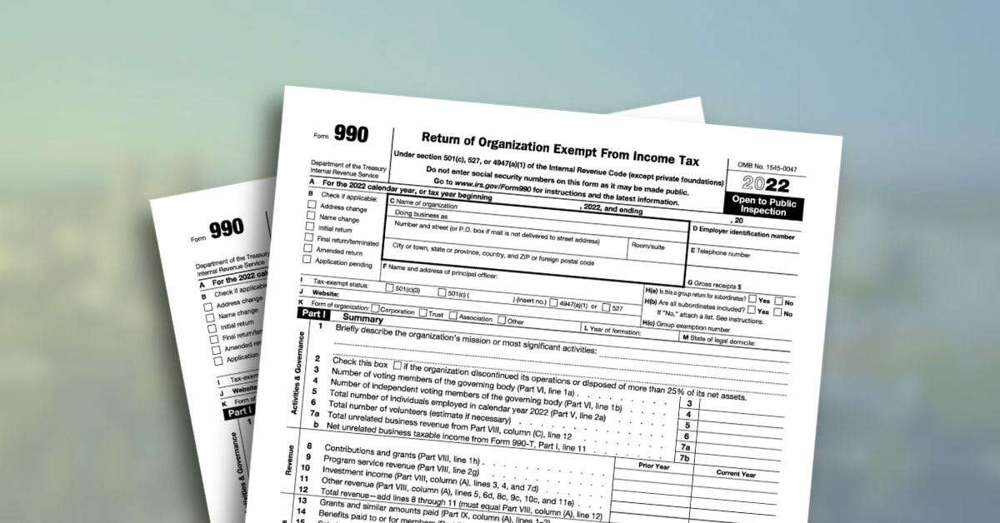 Form 990
Return of Organization Exempt From Income Tax
Under section 501(c), 527, or 4947(a)(1) of the Internal Revenue Code (except private foundations)
Do not enter social security numbers on this form as it may be made public.
Go to www.irs.gov/Form990 for instructions and the latest information.
Department of the Treasury
Internal Revenue Service
OMB No. 1545-0047
2022
Open to Public
Inspection
A For the 2022 calendar year, or tax year beginning , 2022, and ending , 20
B Check if applicable:
Address change
Name change
Initial return
Final return/terminated
Amended return
Application pending
C Name of organization
Doing business as
Number and street (or P.O. box if mail is not delivered to street address)
Room/suite
City or town, state or province, country, and ZIP or foreign postal code
D Employer identification number
E Telephone number
F Name and address of principal officer:
G Gross receipts $
H(a) Is this a group return for subordinates? Yes No
H(b) Are all subordinates included? Yes No
If "No," attach a list. See instructions.
H(c) Group exemption number
I Tax-exempt status: 501(c)(3) 501(c) ( ) (insert no.) 4947(a)(1) or 527
J Website:
K Form of organization: Corporation Trust Association Other
L Year of formation:
M State of legal domicile:
Part I Summary
Activities & Governance
1 Briefly describe the organization's mission or most significant activities:
2 Check this box if the organization discontinued its operations or disposed of more than 25% of its net assets.
3 Number of voting members of the governing body (Part VI, line 1a) . 3
4 Number of independent voting members of the governing body (Part VI, line 1b) 4
5 Total number of individuals employed in calendar year 2022 (Part V, line 2a) 5
6 Total number of volunteers (estimate if necessary) 6
7a Total unrelated business revenue from Part VIII, column (C), line 12 7a
b Net unrelated business taxable income from Form 990-T, Part I, line 11 7b
Prior Year Current Year
Revenue
8 Contributions and grants (Part VIII, line 1h) .
9 Program service revenue (Part VIII, line 2g)
10 Investment income (Part VIII, column (A), lines 3, 4, and 7d)
11 Other revenue (Part VIII, column (A), lines 5, 6d, 8c, 9c, 10c, and 11e) .
12 Total revenue—add lines 8 through 11 (must equal Part VIII, column (A), line 12)
13 Grants and similar amounts paid (Part IX, column (A), lines 1–3)
14 Benefits paid to or for members
15
Form 990
Department of the Treasury
Internal Revenue Service
A For the 2022 cal
B Check if applicable
Address change
Name change
Initial return
Final return/ter
Amended ret
Application
I Tax-exem
J Website
K Form of
Part I
1
Activities & Governance